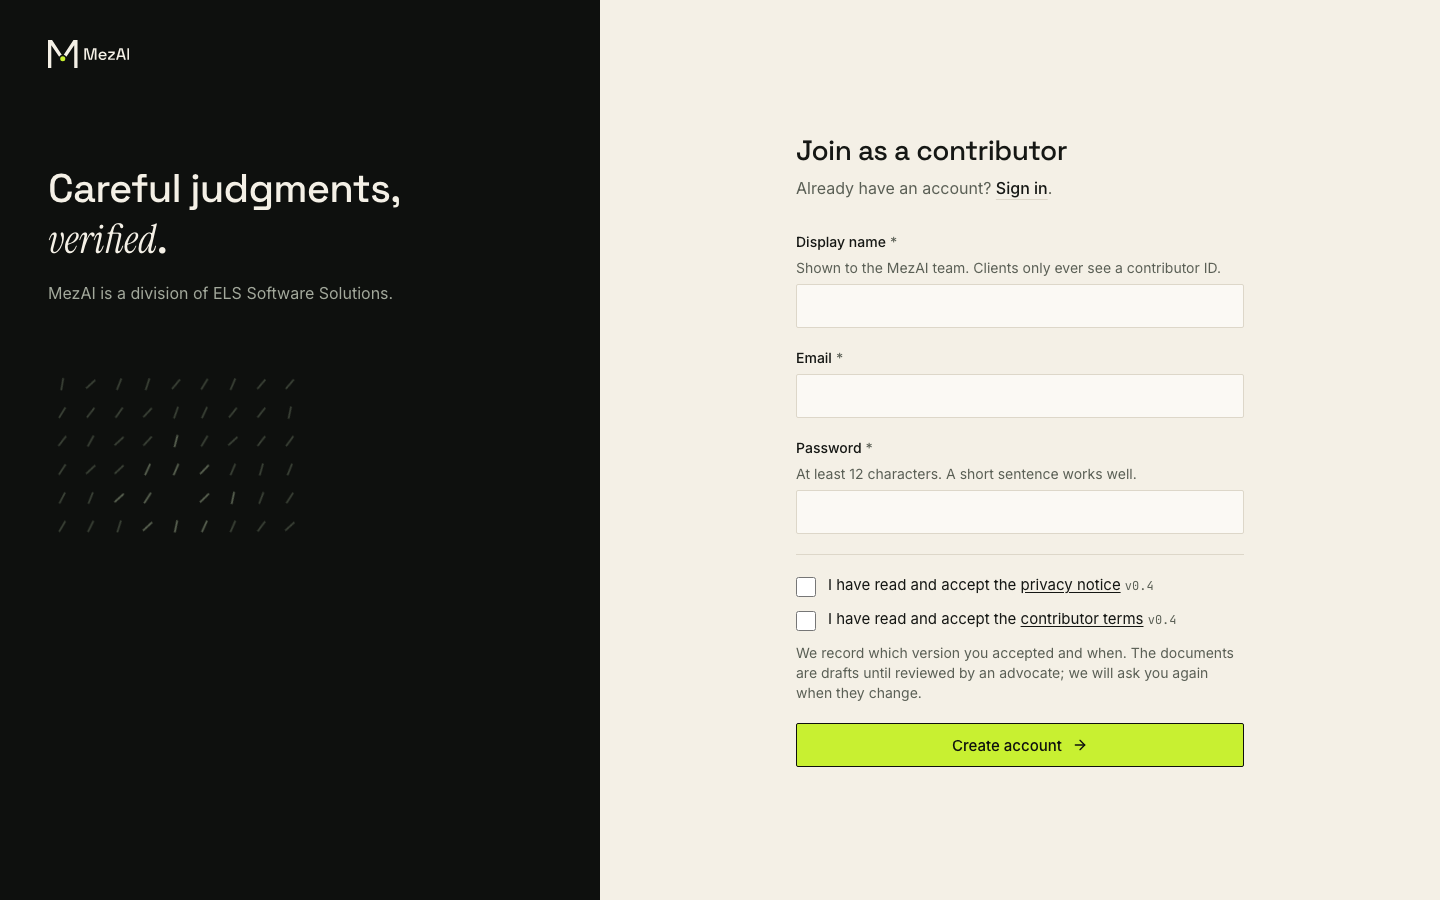 MezAI
Careful judgments,
verified.
MezAI is a division of ELS Software Solutions.
Join as a contributor
Already have an account? Sign in.
Display name *
Shown to the MezAI team. Clients only ever see a contributor ID.
Email *
Password *
At least 12 characters. A short sentence works well.
I have read and accept the privacy notice v0.4
I have read and accept the contributor terms v0.4
We record which version you accepted and when. The documents
are drafts until reviewed by an advocate; we will ask you again
when they change.
Create account →